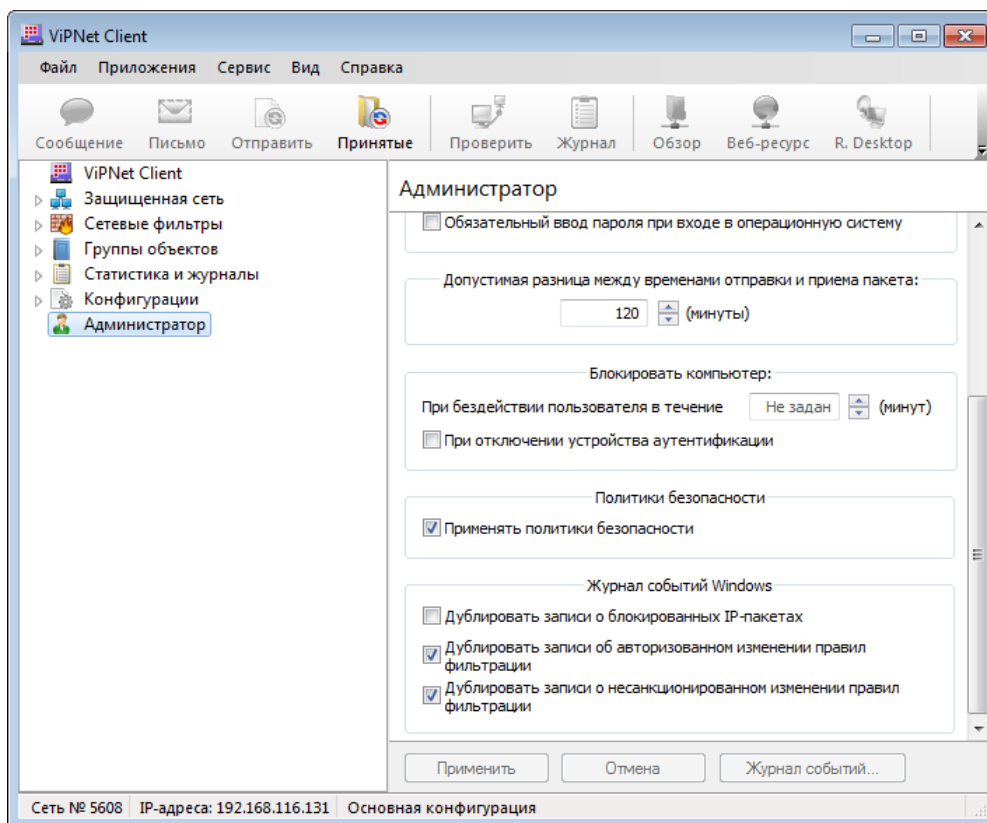 ViPNet Client
Файл Приложения Сервис Вид Справка
Сообщение Письмо Отправить Принятые Проверить Журнал Обзор Веб-ресурс R. Desktop
ViPNet Client
Защищенная сеть
Сетевые фильтры
Группы объектов
Статистика и журналы
Конфигурации
Администратор
Администратор
Обязательный ввод пароля при входе в операционную систему
Допустимая разница между временами отправки и приема пакета:
120 (минуты)
Блокировать компьютер:
При бездействии пользователя в течение Не задан (минут)
При отключении устройства аутентификации
Политики безопасности
Применять политики безопасности
Журнал событий Windows
Дублировать записи о блокированных IP-пакетах
Дублировать записи об авторизованном изменении правил
фильтрации
Дублировать записи о несанкционированном изменении правил
фильтрации
Применить Отмена Журнал событий...
Сеть № 5608 IP-адреса: 192.168.116.131 Основная конфигурация